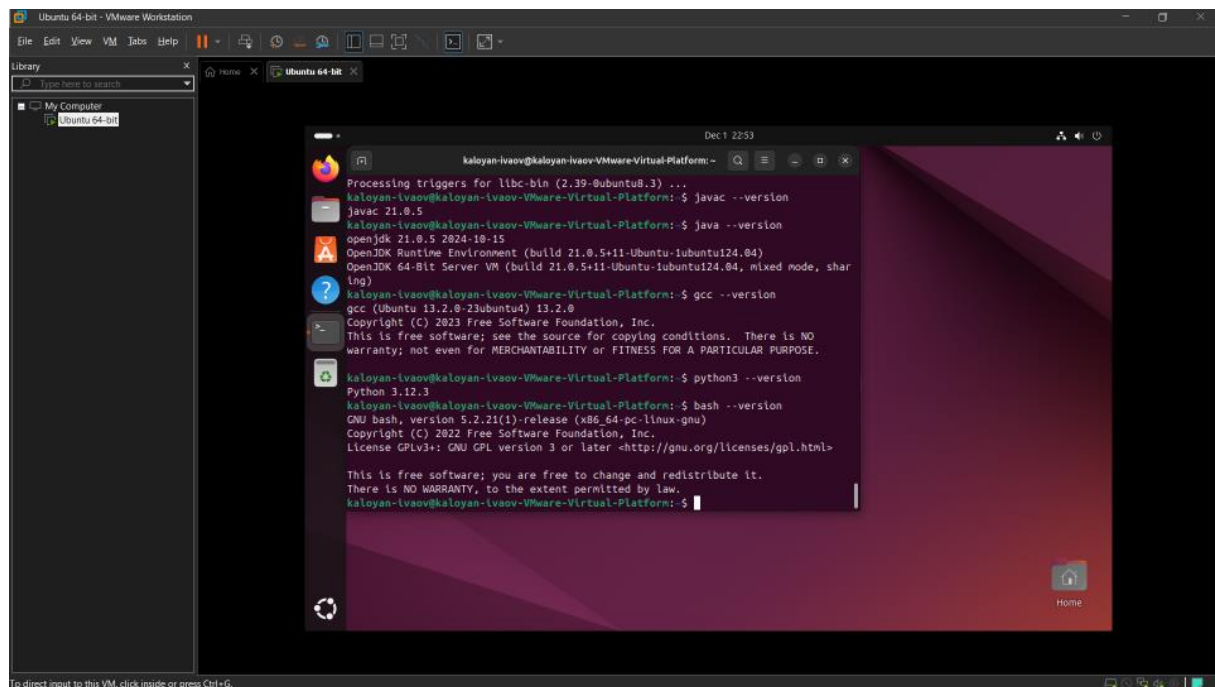 Ubuntu 64-bit - VMware Workstation
File Edit View VM Tabs Help
Library
Type here to search
My Computer
Ubuntu 64-bit
Home
Ubuntu 64-bit
Dec 1 22:53
kaloyan-ivaov@kaloyan-ivaov-VMware-Virtual-Platform: ~
Processing triggers for libc-bin (2.39-0ubuntu8.3) ...
kaloyan-ivaov@kaloyan-ivaov-VMware-Virtual-Platform:~$ javac --version
javac 21.0.5
kaloyan-ivaov@kaloyan-ivaov-VMware-Virtual-Platform:~$ java --version
openjdk 21.0.5 2024-10-15
OpenJDK Runtime Environment (build 21.0.5+11-Ubuntu-1ubuntu124.04)
OpenJDK 64-Bit Server VM (build 21.0.5+11-Ubuntu-1ubuntu124.04, mixed mode, shar
ing)
kaloyan-ivaov@kaloyan-ivaov-VMware-Virtual-Platform:~$ gcc --version
gcc (Ubuntu 13.2.0-23ubuntu4) 13.2.0
Copyright (C) 2023 Free Software Foundation, Inc.
This is free software; see the source for copying conditions.  There is NO
warranty; not even for MERCHANTABILITY or FITNESS FOR A PARTICULAR PURPOSE.
kaloyan-ivaov@kaloyan-ivaov-VMware-Virtual-Platform:~$ python3 --version
Python 3.12.3
kaloyan-ivaov@kaloyan-ivaov-VMware-Virtual-Platform:~$ bash --version
GNU bash, version 5.2.21(1)-release (x86_64-pc-linux-gnu)
Copyright (C) 2022 Free Software Foundation, Inc.
License GPLv3+: GNU GPL version 3 or later <http://gnu.org/licenses/gpl.html>
This is free software; you are free to change and redistribute it.
There is NO WARRANTY, to the extent permitted by law.
kaloyan-ivaov@kaloyan-ivaov-VMware-Virtual-Platform:~$
Home
To direct input to this VM, click inside or press Ctrl+G.